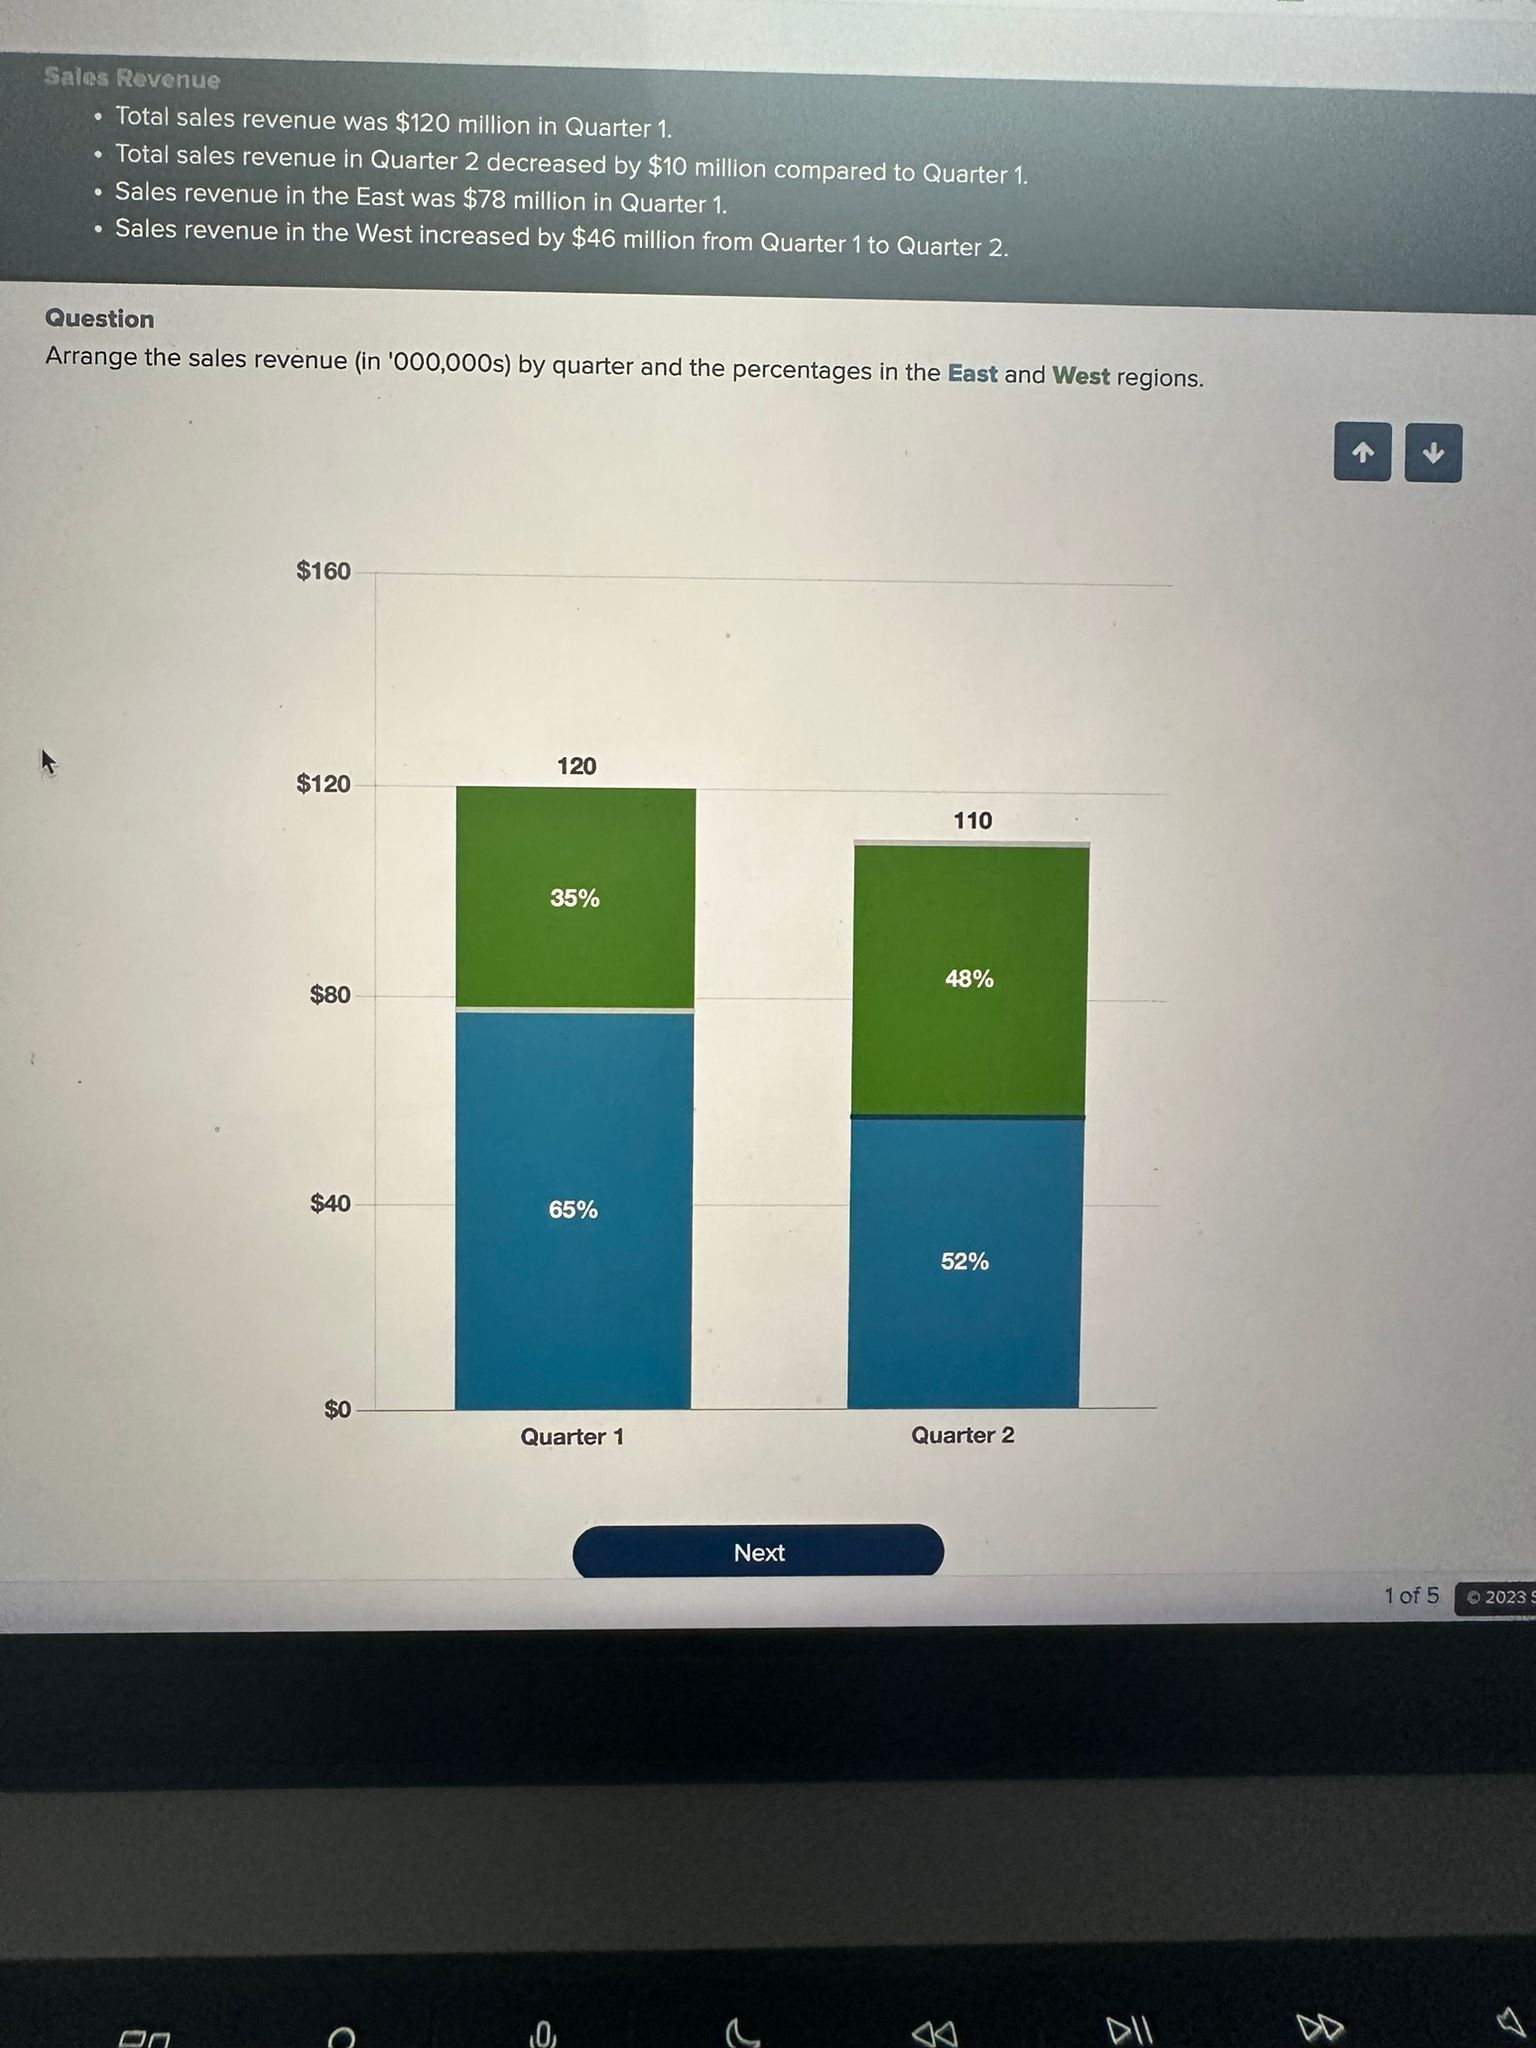 Sales Revenue
• Total sales revenue was $120 million in Quarter 1.
• Total sales revenue in Quarter 2 decreased by $10 million compared to Quarter 1.
• Sales revenue in the East was $78 million in Quarter 1.
• Sales revenue in the West increased by $46 million from Quarter 1 to Quarter 2.
Question
Arrange the sales revenue (in '000,000s) by quarter and the percentages in the East and West regions.
$160
120
$120
110
35%
48%
$80
$40
65%
52%
$0
Quarter 1
Quarter 2
Next
1 of 5
© 2023